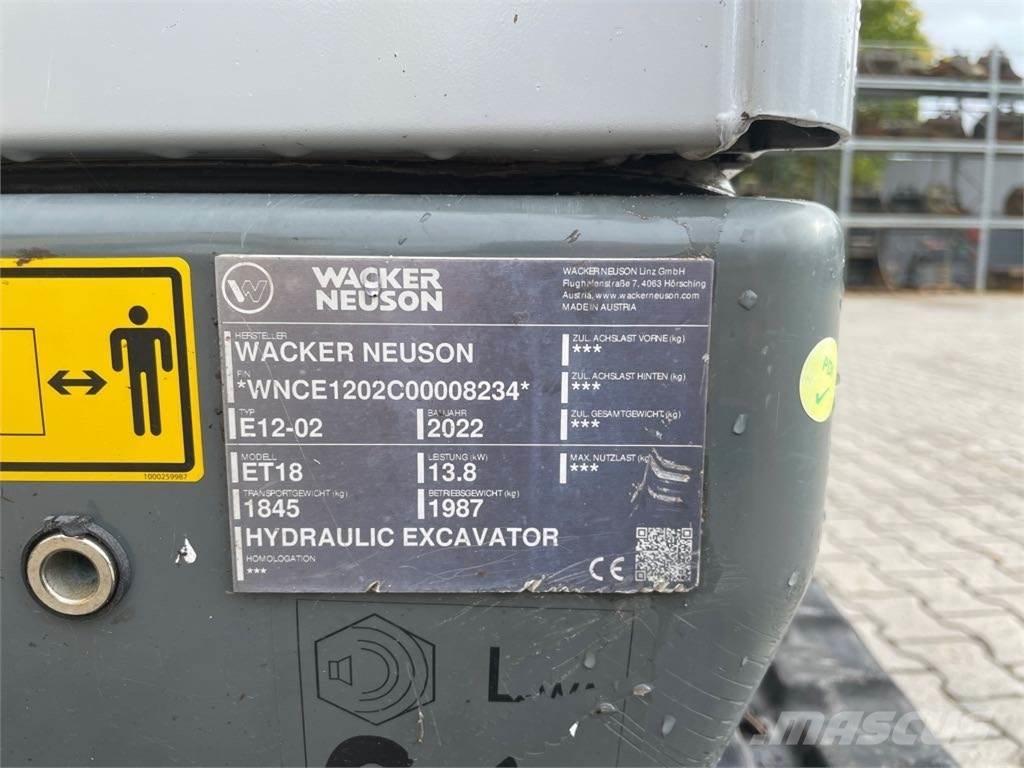 WACKER
NEUSON
WACKER NEUSON Linz GmbH
Flughafenstraße 7, 4063 Hörsching
Austria, www.wackerneuson.com
MADE IN AUSTRIA
HERSTELLER
WACKER NEUSON
ZUL. ACHSLAST VORNE (kg)
***
PIN
*WNCE1202C00008234*
ZUL. ACHSLAST HINTEN (kg)
***
TYP
E12-02
BAUJAHR
2022
ZUL. GESAMTGEWICHT (kg)
***
MODELL
ET18
LEISTUNG (kW)
13.8
MAX. NUTZLAST (kg)
***
TRANSPORTGEWICHT (kg)
1845
BETRIEBSGEWICHT (kg)
1987
HYDRAULIC EXCAVATOR
HOMOLOGATION
***
CE
1000259987
MASCUS